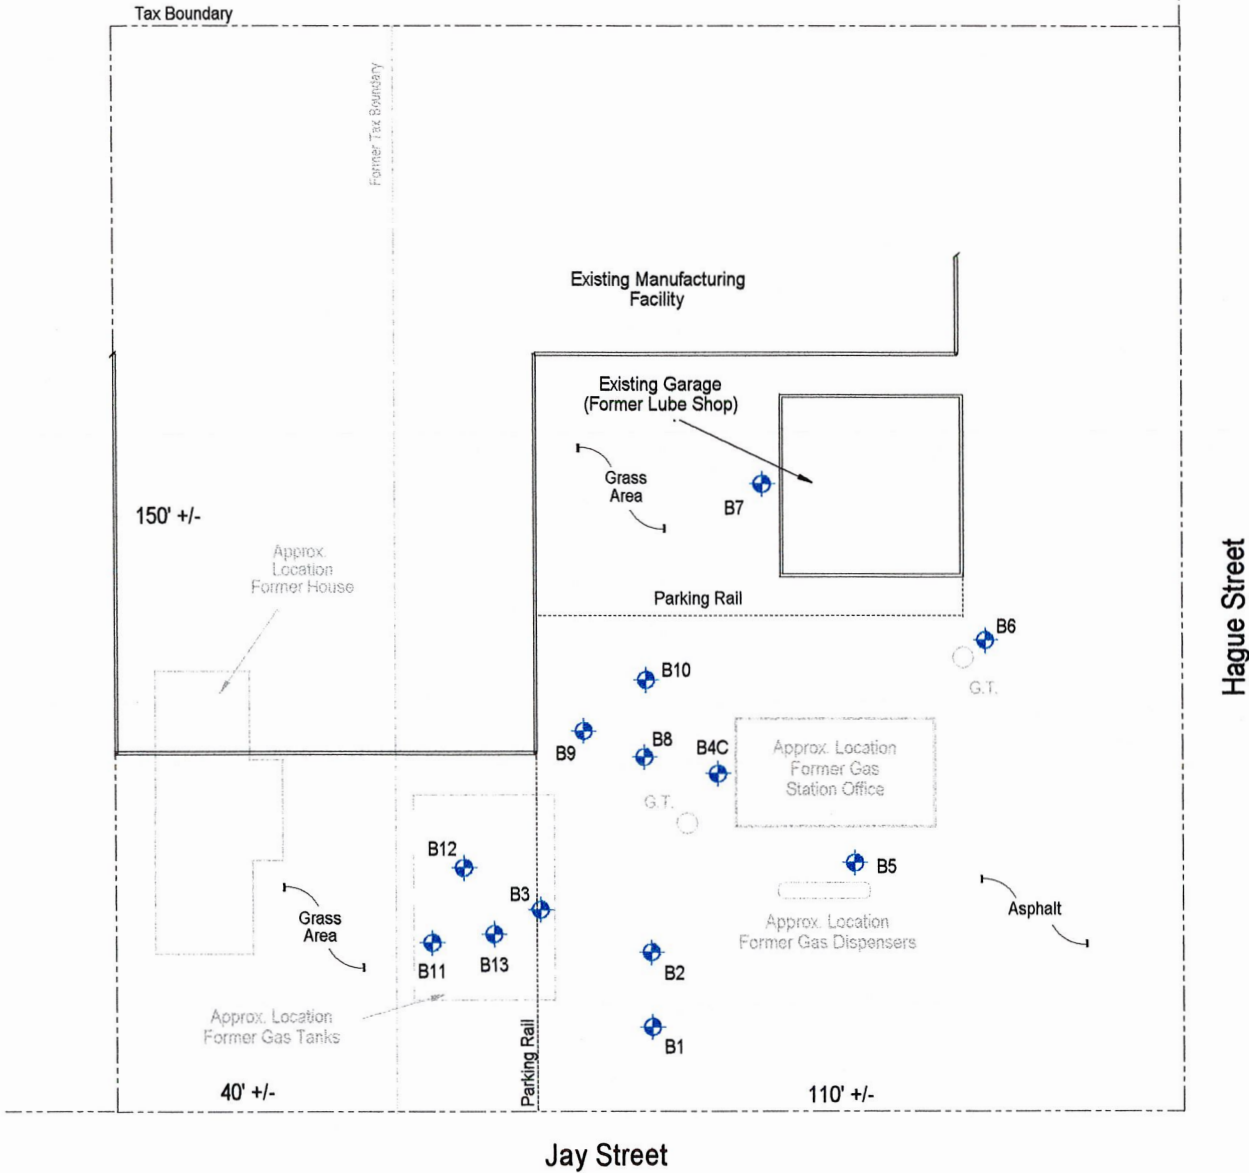 Tax Boundary
Former Tax Boundary
Existing Manufacturing
Facility
Existing Garage
(Former Lube Shop)
Grass
Area
B7
150' +/-
Approx.
Location
Former House
Parking Rail
Hague Street
B6
G.T.
B10
B9
B8
B4C
Approx. Location
Former Gas
Station Office
G.T.
B12
B5
B3
Grass
Area
Asphalt
Approx. Location
Former Gas Dispensers
B11
B13
B2
Approx. Location
Former Gas Tanks
B1
Parking Rail
40' +/-
110' +/-
Jay Street